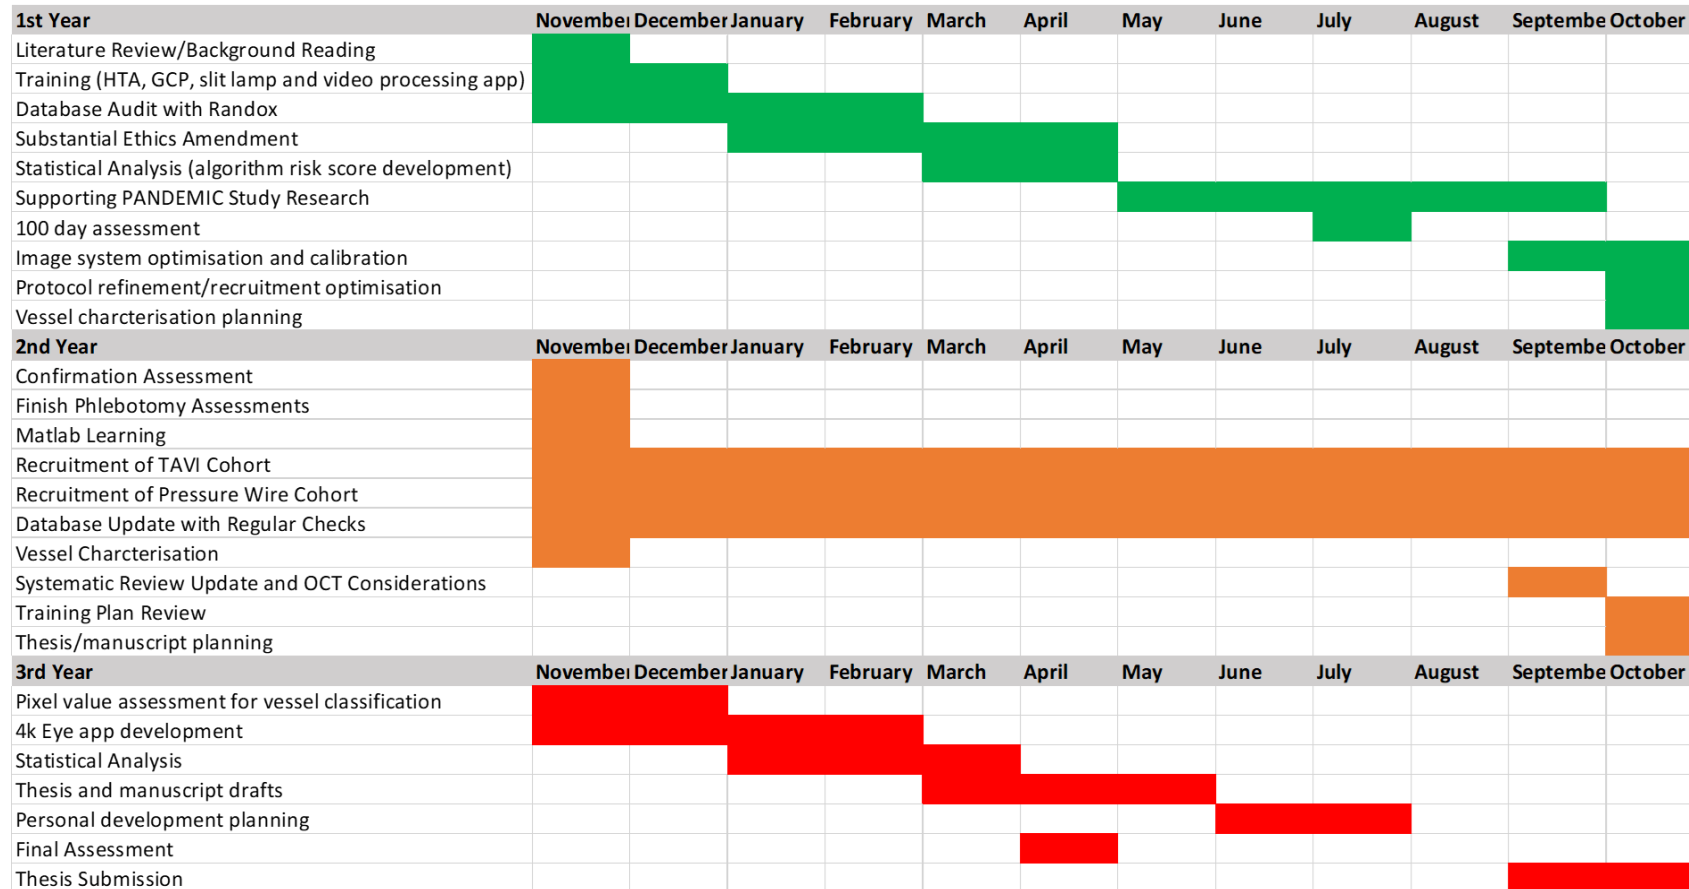 1st Year November December January February March April May June July August Septembe October
Literature Review/Background Reading
Training (HTA, GCP, slit lamp and video processing app)
Database Audit with Randox
Substantial Ethics Amendment
Statistical Analysis (algorithm risk score development)
Supporting PANDEMIC Study Research
100 day assessment
Image system optimisation and calibration
Protocol refinement/recruitment optimisation
Vessel charcterisation planning
2nd Year November December January February March April May June July August Septembe October
Confirmation Assessment
Finish Phlebotomy Assessments
Matlab Learning
Recruitment of TAVI Cohort
Recruitment of Pressure Wire Cohort
Database Update with Regular Checks
Vessel Charcterisation
Systematic Review Update and OCT Considerations
Training Plan Review
Thesis/manuscript planning
3rd Year November December January February March April May June July August Septembe October
Pixel value assessment for vessel classification
4k Eye app development
Statistical Analysis
Thesis and manuscript drafts
Personal development planning
Final Assessment
Thesis Submission